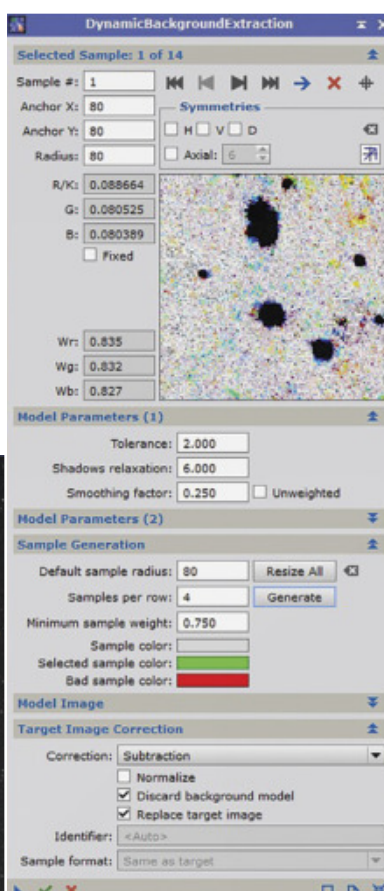 DynamicBackgroundExtraction
Selected Sample: 1 of 14
Sample #: 1
Anchor X: 80
Anchor Y: 80
Radius: 80
Symmetries
H V D
Axial: 6
R/K: 0.088664
G: 0.080525
B: 0.080389
Fixed
Wr: 0.835
Wg: 0.832
Wb: 0.827
Model Parameters (1)
Tolerance: 2.000
Shadows relaxation: 6.000
Smoothing factor: 0.250 Unweighted
Model Parameters (2)
Sample Generation
Default sample radius: 80 Resize All
Samples per row: 4 Generate
Minimum sample weight: 0.750
Sample color:
Selected sample color:
Bad sample color:
Model Image
Target Image Correction
Correction: Subtraction
Normalize
Discard background model
Replace target image
Identifier: <Auto>
Sample format: Same as target